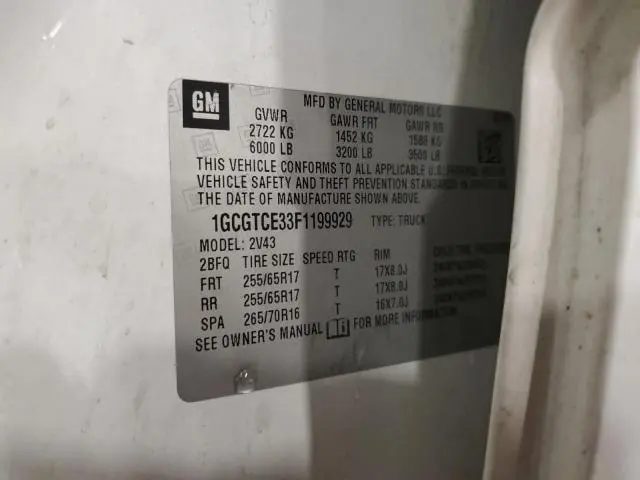 GM
MFD BY GENERAL MOTORS LLC
GVWR GAWR FRT GAWR RR
2722 KG 1452 KG 1588 KG
6000 LB 3200 LB 3500 LB
THIS VEHICLE CONFORMS TO ALL APPLICABLE U.S. FEDERAL
VEHICLE SAFETY AND THEFT PREVENTION STANDARDS IN EFFECT ON
THE DATE OF MANUFACTURE SHOWN ABOVE.
1GCGTCE33F1199929 TYPE: TRUCK
MODEL: 2V43
2BFQ TIRE SIZE SPEED RTG RIM
FRT 255/65R17 T 17X8.0J
RR 255/65R17 T 17X8.0J
SPA 265/70R16 T 16X7.0J
SEE OWNER'S MANUAL FOR MORE INFORMATION